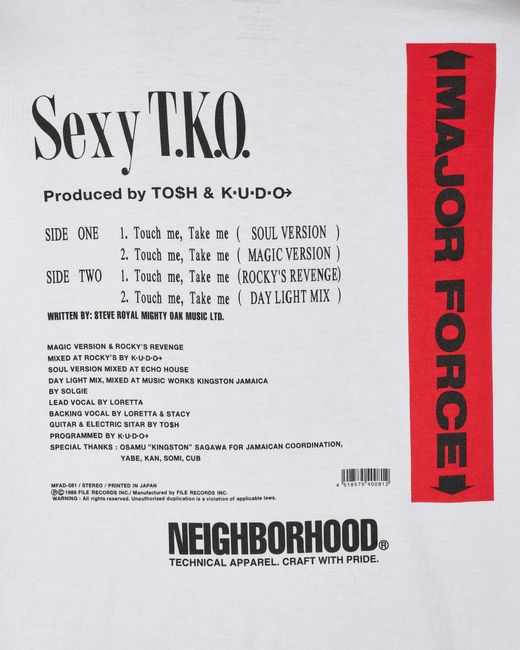 Sexy T.K.O.
Produced by TO$H & K·U·D·O→
SIDE ONE 1. Touch me, Take me ( SOUL VERSION )
2. Touch me, Take me ( MAGIC VERSION )
SIDE TWO 1. Touch me, Take me (ROCKY'S REVENGE)
2. Touch me, Take me ( DAY LIGHT MIX )
WRITTEN BY: $TEVE ROYAL MIGHTY OAK MUSIC LTD.
MAGIC VERSION & ROCKY'S REVENGE
MIXED AT ROCKY'S BY K·U·D·O→
SOUL VERSION MIXED AT ECHO HOUSE
DAY LIGHT MIX, MIXED AT MUSIC WORKS KINGSTON JAMAICA
BY SOLGIE
LEAD VOCAL BY LORETTA
BACKING VOCAL BY LORETTA & STACY
GUITAR & ELECTRIC SITAR BY TO$H
PROGRAMMED BY K·U·D·O→
SPECIAL THANKS : OSAMU "KINGSTON" SAGAWA FOR JAMAICAN COORDINATION,
YABE, KAN, SOMI, CUB
MFAD-081 / STEREO / PRINTED IN JAPAN
Ⓟ©1989 FILE RECORDS INC./ Manufactured by FILE RECORDS INC.
WARNING : All rights reserved. Unauthorized duplication is a violation of applicable laws.
4 518575 400812
MAJOR FORCE
NEIGHBORHOOD®
TECHNICAL APPAREL. CRAFT WITH PRIDE.